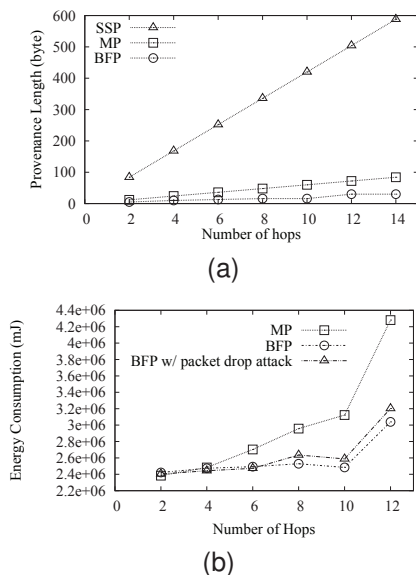 600
500
400
300
200
100
0
0 2 4 6 8 10 12 14
Provenance Length (byte)
Number of hops
SSP
MP
BFP
(a)
4.4e+06
4.2e+06
4e+06
3.8e+06
3.6e+06
3.4e+06
3.2e+06
3e+06
2.8e+06
2.6e+06
2.4e+06
2.2e+06
0 2 4 6 8 10 12
Energy Consumption (mJ)
Number of Hops
MP
BFP
BFP w/ packet drop attack
(b)